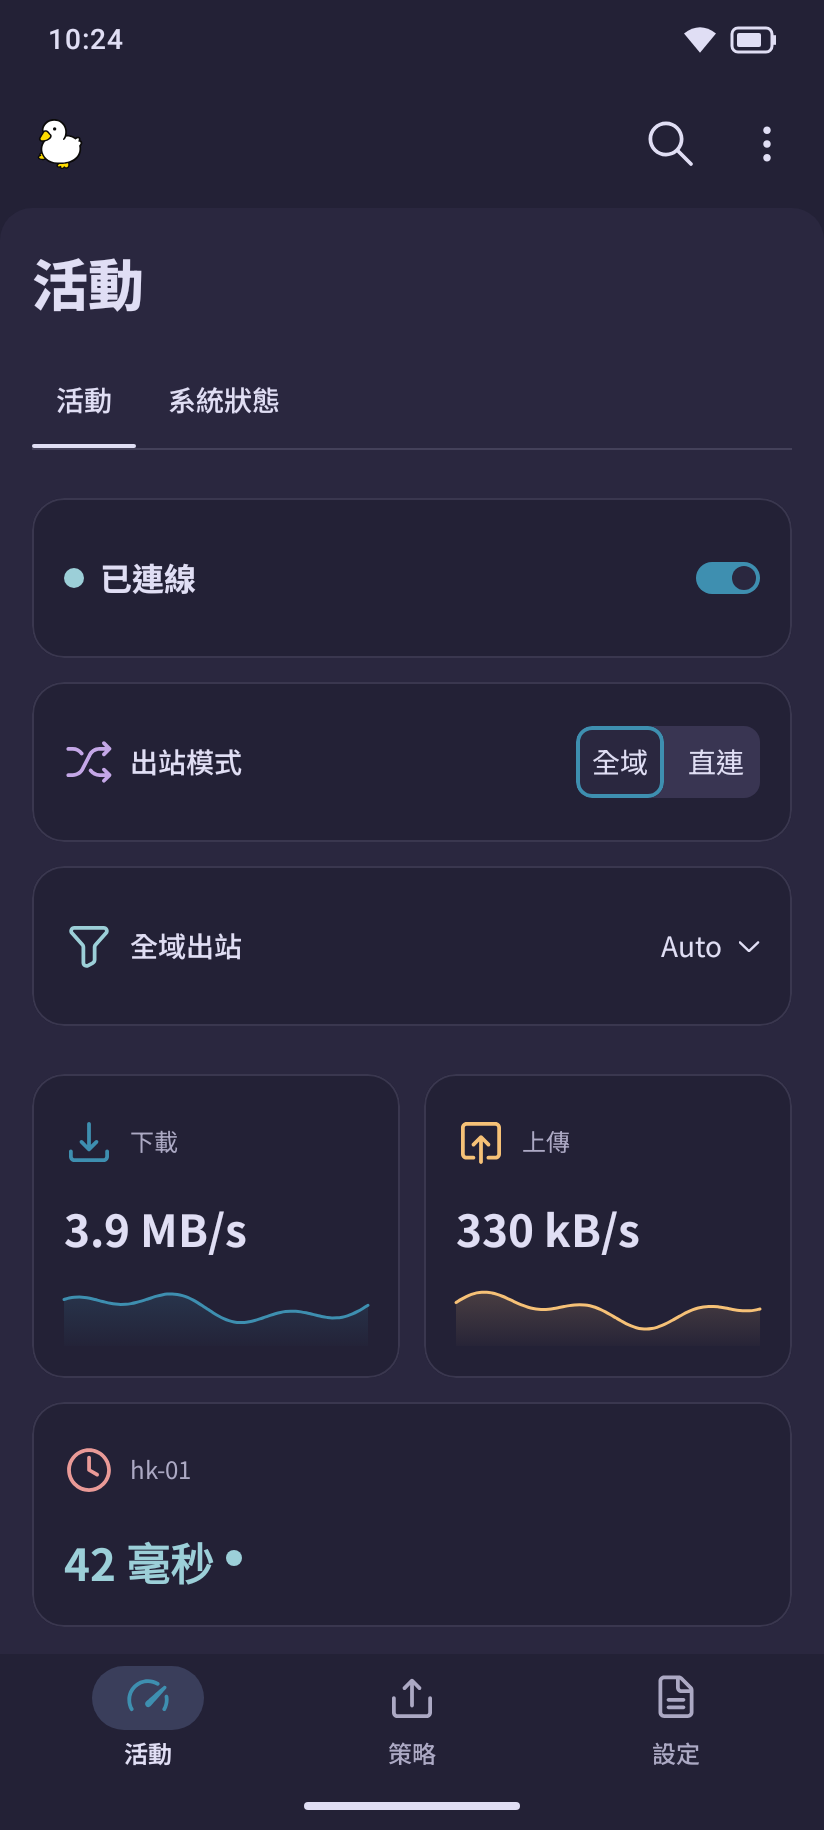 10:24
活動
活動 系統狀態
已連線
出站模式 全域 直連
全域出站 Auto
下載 上傳
3.9 MB/s 330 kB/s
hk-01
42 毫秒
活動 策略 設定